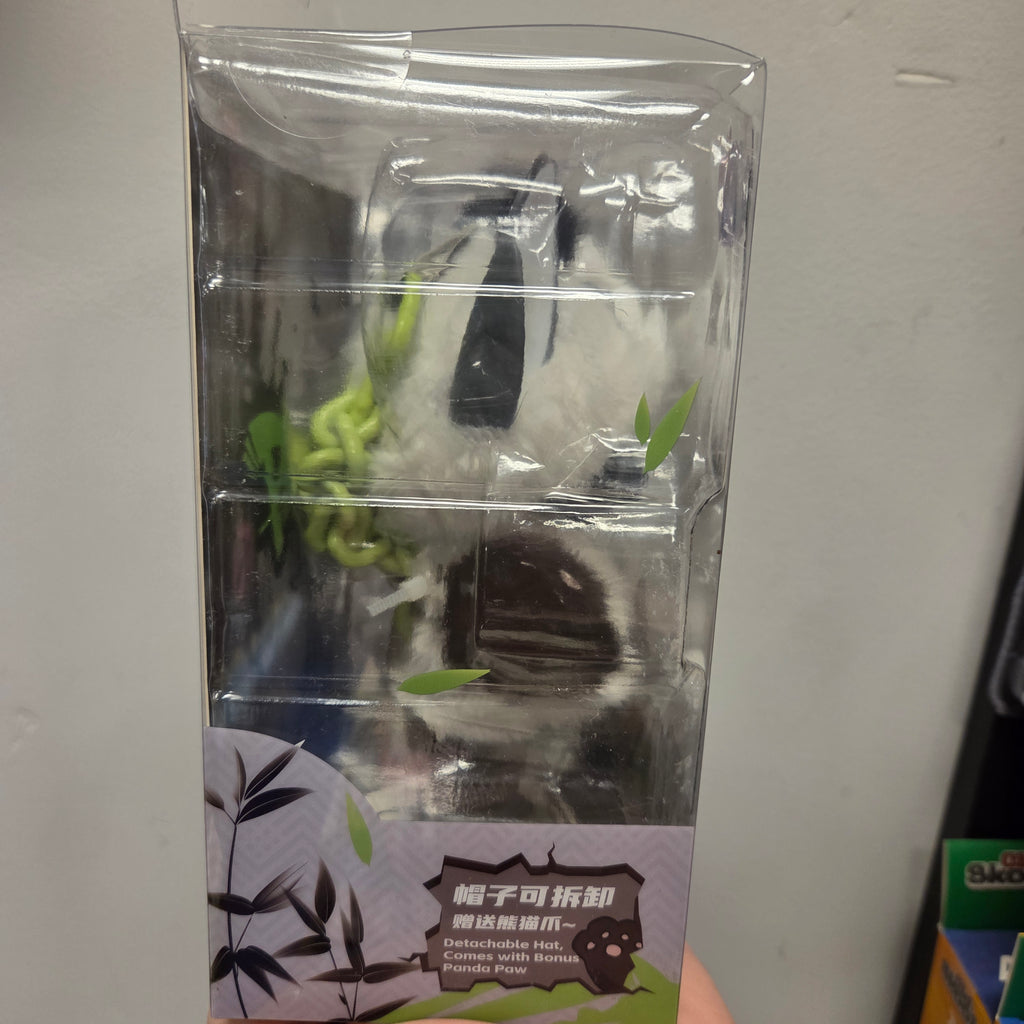 帽子可拆卸
赠送熊猫爪~
Detachable Hat,
Comes with Bonus
Panda Paw